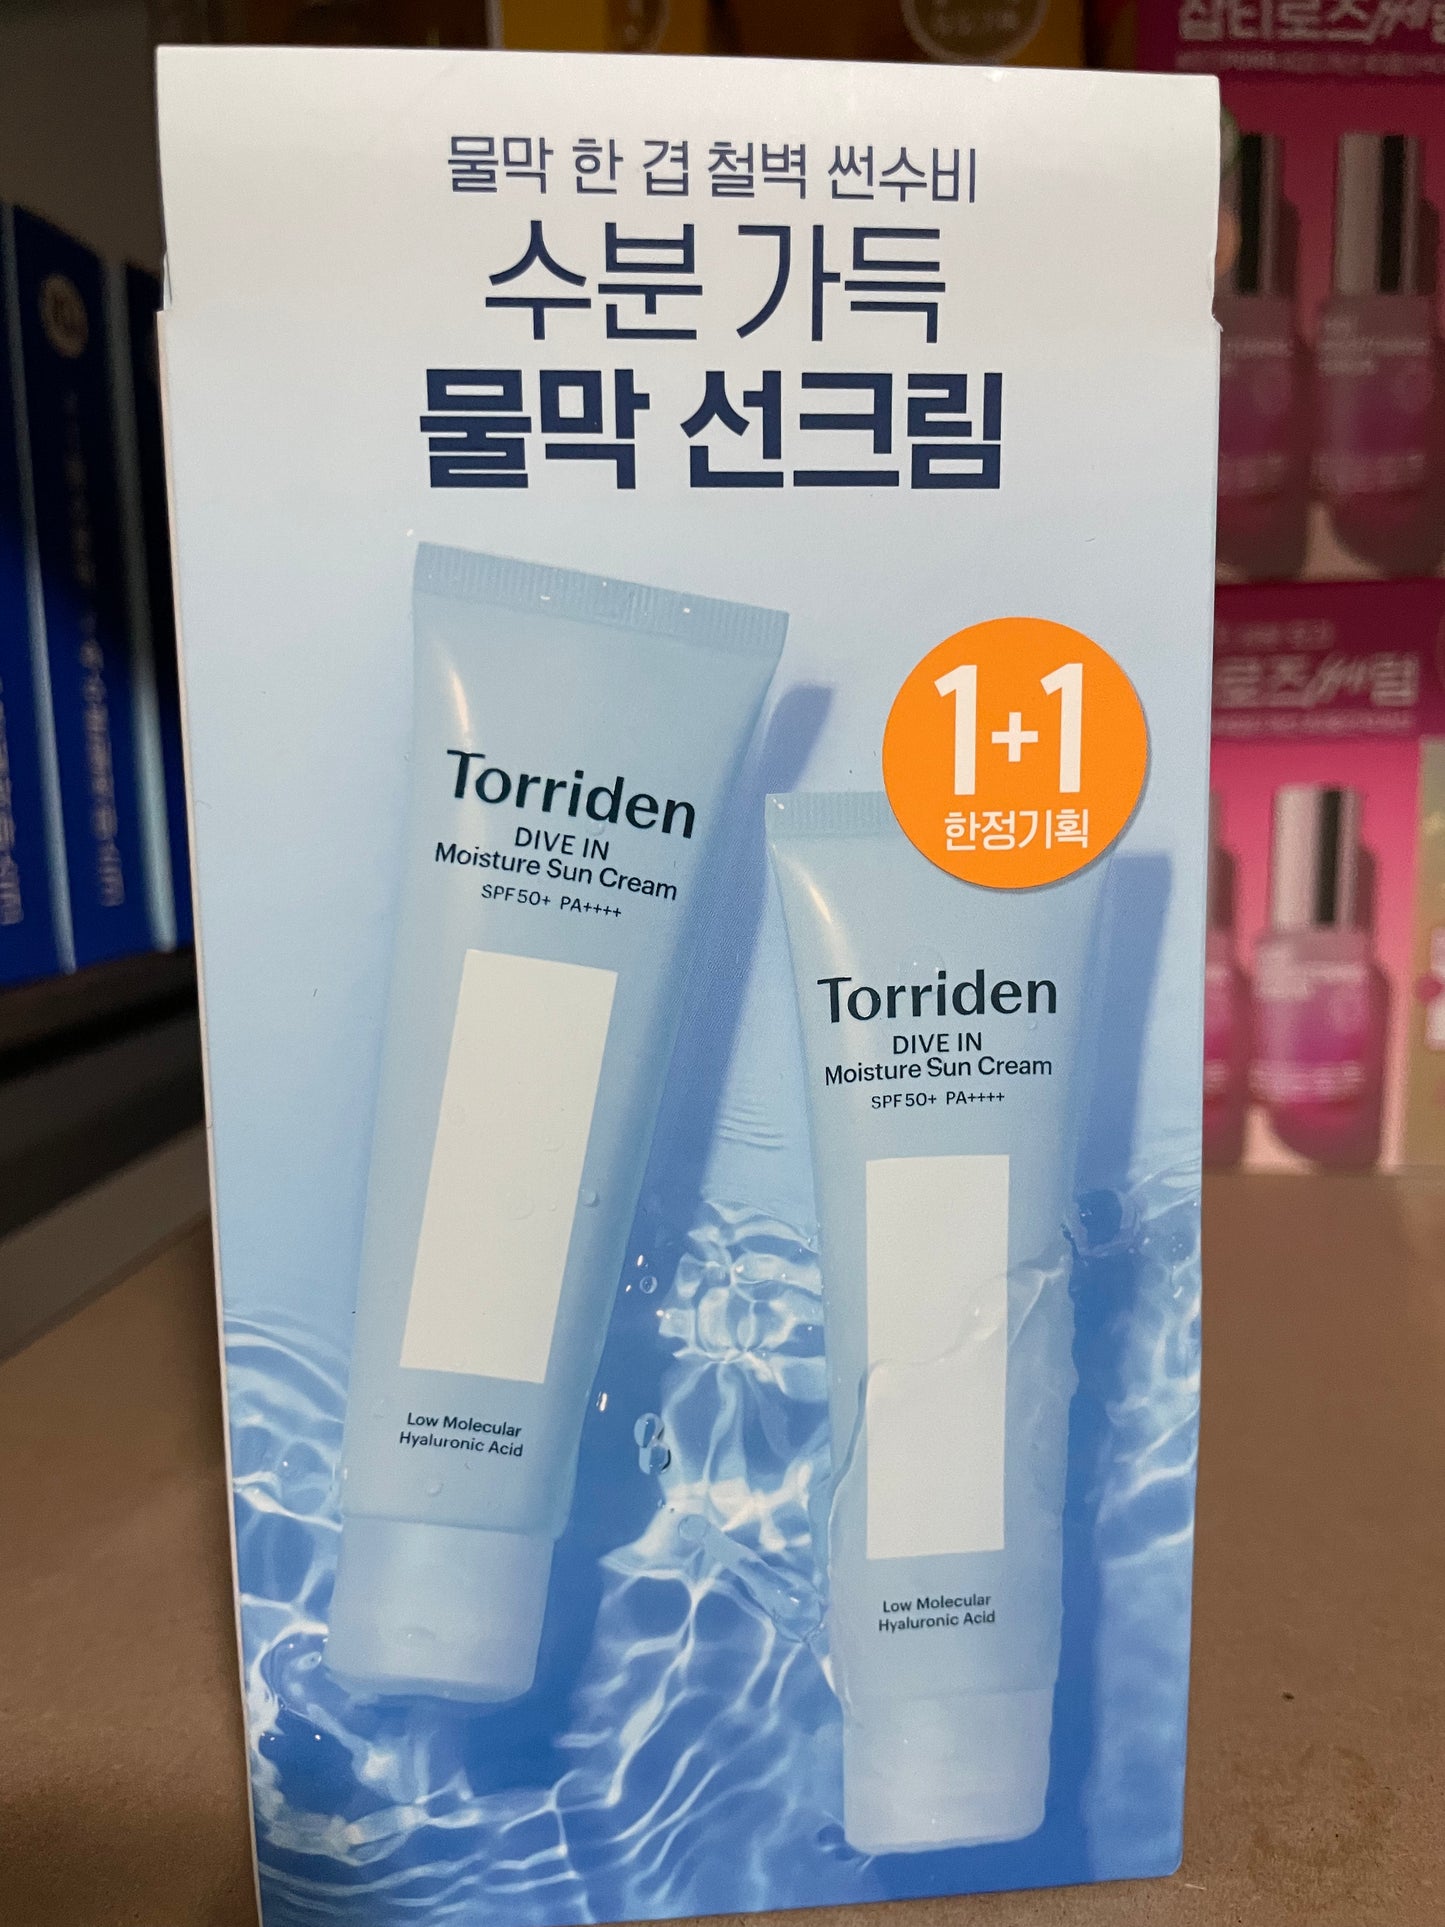 물막 한 겹 철벽 썬수비
수분 가득
물막 선크림
1+1
한정기획
Torriden
DIVE IN
Moisture Sun Cream
SPF50+ PA++++
Low Molecular
Hyaluronic Acid
Torriden
DIVE IN
Moisture Sun Cream
SPF50+ PA++++
Low Molecular
Hyaluronic Acid